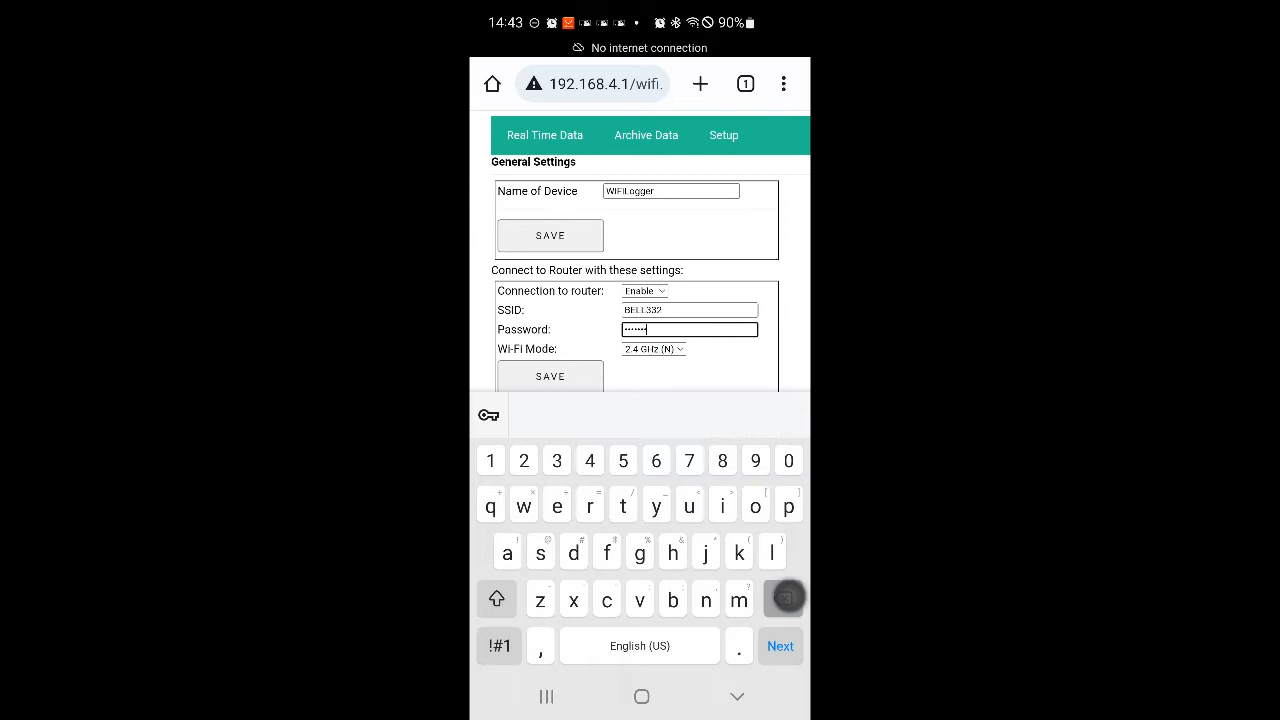 14:43 90%
No internet connection
192.168.4.1/wifi. 1
Real Time Data Archive Data Setup
General Settings
Name of Device WIFILogger
SAVE
Connect to Router with these settings:
Connection to router: Enable
SSID: BELL332
Password: •••••••
Wi-Fi Mode: 2.4 GHz (N)
SAVE
1 2 3 4 5 6 7 8 9 0
q w e r t y u i o p
a s d f g h j k l
z x c v b n m
!#1 , English (US) . Next